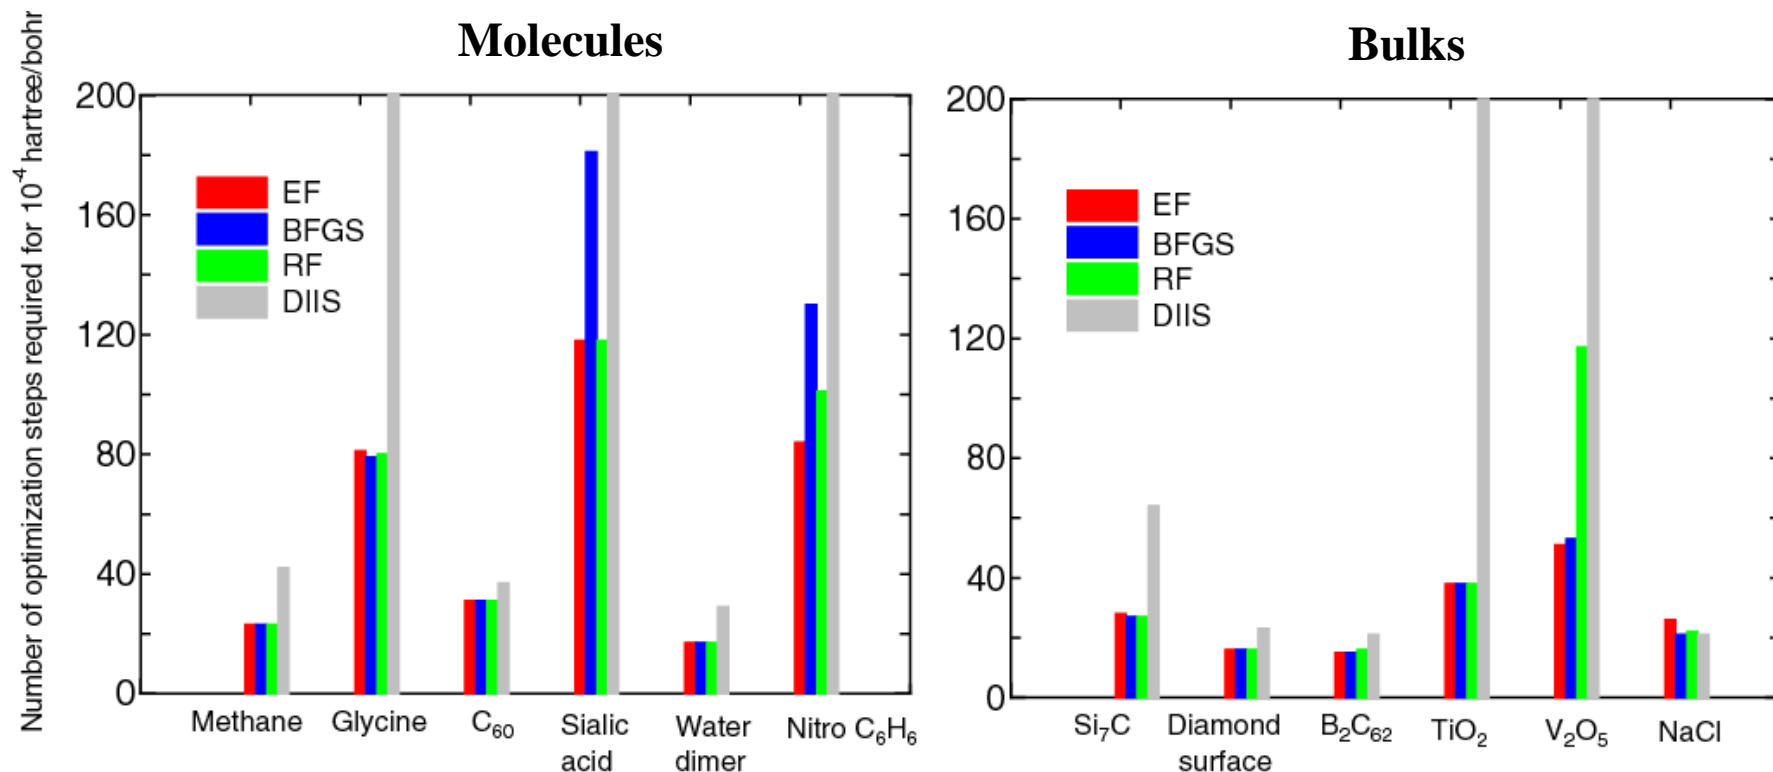 Number of optimization steps required for 10⁻⁴ hartree/bohr
Molecules
200
160
120
80
40
0
EF
BFGS
RF
DIIS
Methane
Glycine
C₆₀
Sialic
acid
Water
dimer
Nitro C₆H₆
Bulks
200
160
120
80
40
0
EF
BFGS
RF
DIIS
Si₇C
Diamond
surface
B₂C₆₂
TiO₂
V₂O₅
NaCl